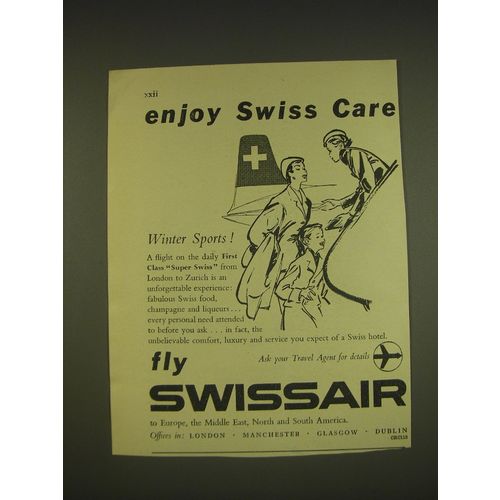 xxii
enjoy Swiss Care
Winter Sports!
A flight on the daily First
Class "Super Swiss" from
London to Zurich is an
unforgettable experience:
fabulous Swiss food,
champagne and liqueurs...
every personal need attended
to before you ask... in fact, the
unbelievable comfort, luxury and service you expect of a Swiss hotel.
fly
Ask your Travel Agent for details
SWISSAIR
to Europe, the Middle East, North and South America.
Offices in: LONDON · MANCHESTER · GLASGOW · DUBLIN